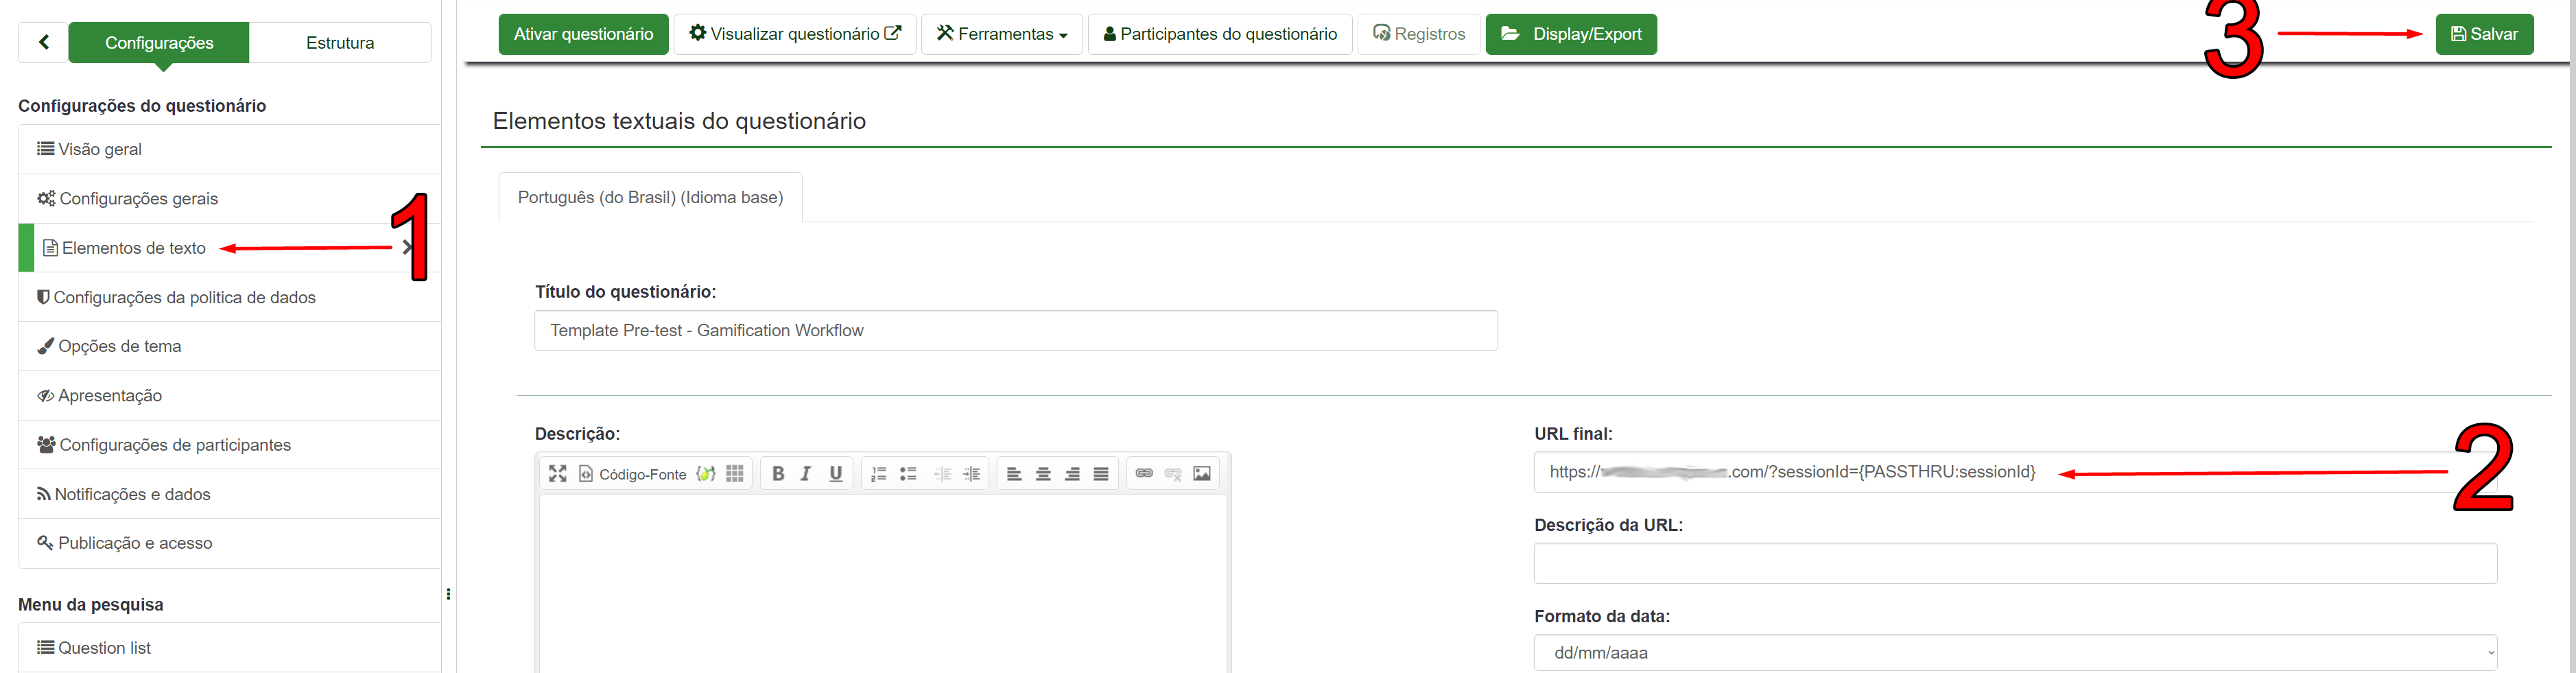 Configurações
Estrutura
Ativar questionário
Visualizar questionário
Ferramentas
Participantes do questionário
Registros
Display/Export
3
Salvar
Configurações do questionário
Visão geral
Configurações gerais
1
Elementos de texto
Configurações da politica de dados
Opções de tema
Apresentação
Configurações de participantes
Notificações e dados
Publicação e acesso
Menu da pesquisa
Question list
Elementos textuais do questionário
Português (do Brasil) (Idioma base)
Título do questionário:
Template Pre-test - Gamification Workflow
Descrição:
Código-Fonte
B I U
URL final:
https:// .com/?sessionId={PASSTHRU:sessionId}
2
Descrição da URL:
Formato da data:
dd/mm/aaaa